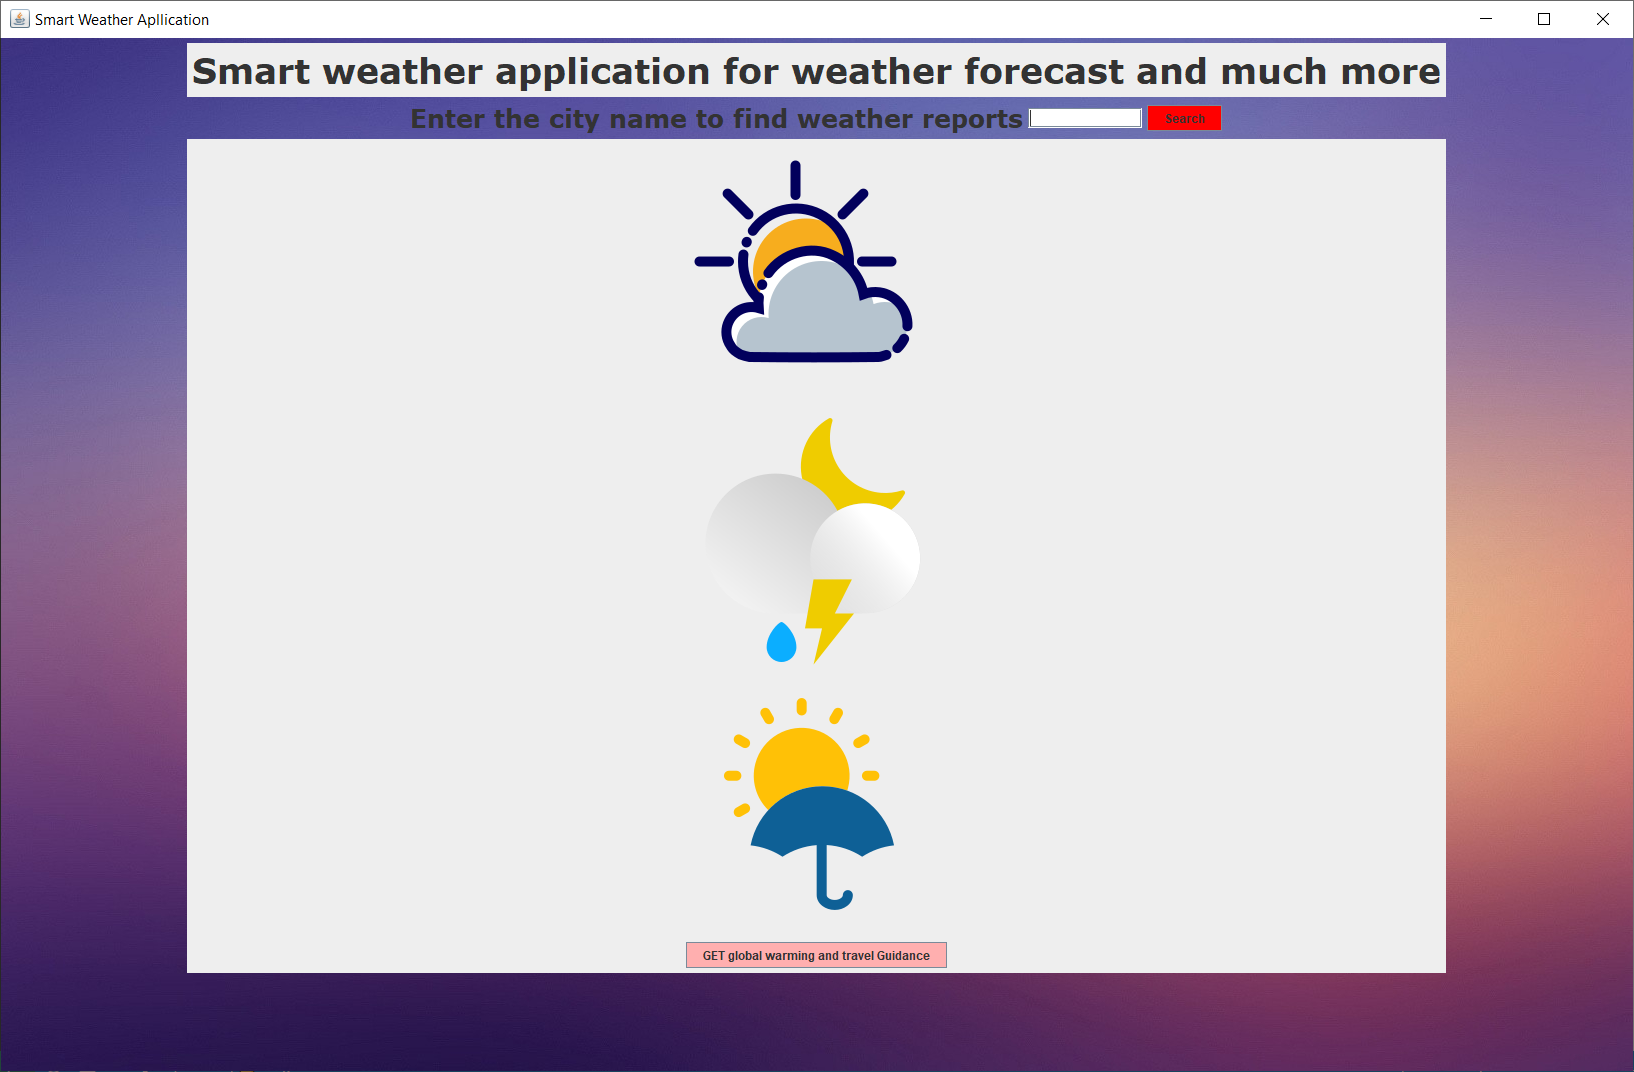 Smart Weather Apllication
Smart weather application for weather forecast and much more
Enter the city name to find weather reports Search
GET global warming and travel Guidance